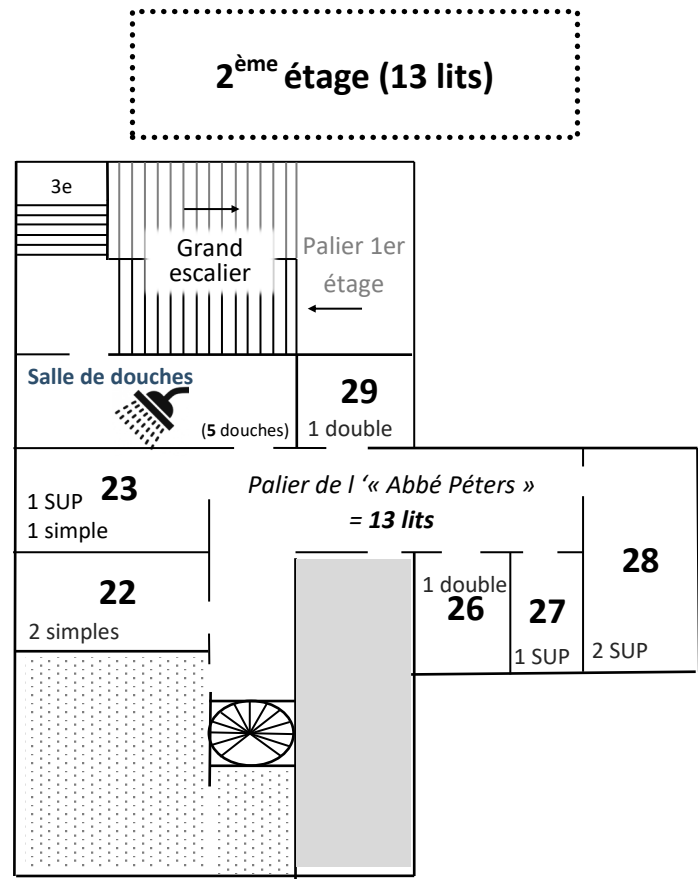 2ème étage (13 lits)
3e
Grand
escalier
Palier 1er
étage
Salle de douches
(5 douches)
29
1 double
23
1 SUP
1 simple
Palier de l ‘« Abbé Péters »
= 13 lits
22
2 simples
1 double
26
27
1 SUP
28
2 SUP